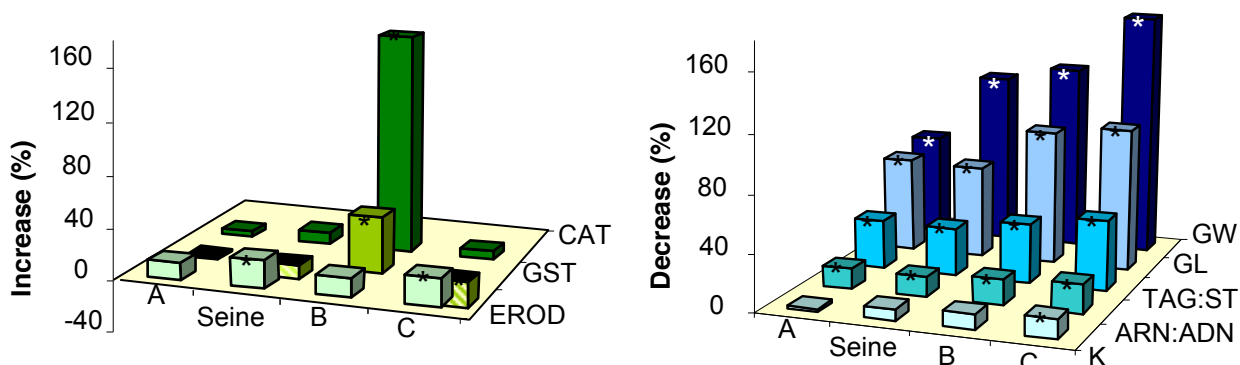 Increase (%)
160
120
80
40
0
-40
A
Seine
B
C
CAT
GST
EROD
Decrease (%)
160
120
80
40
0
A
Seine
B
C
GW
GL
TAG:ST
ARN:ADN
K